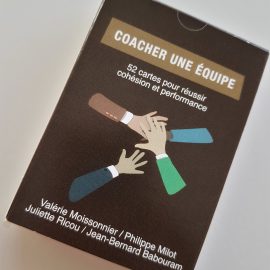 COACHER UNE ÉQUIPE
52 cartes pour réussir
cohésion et performance
Valérie Moissonnier / Philippe Milot
Juliette Ricou / Jean-Bernard Babouram